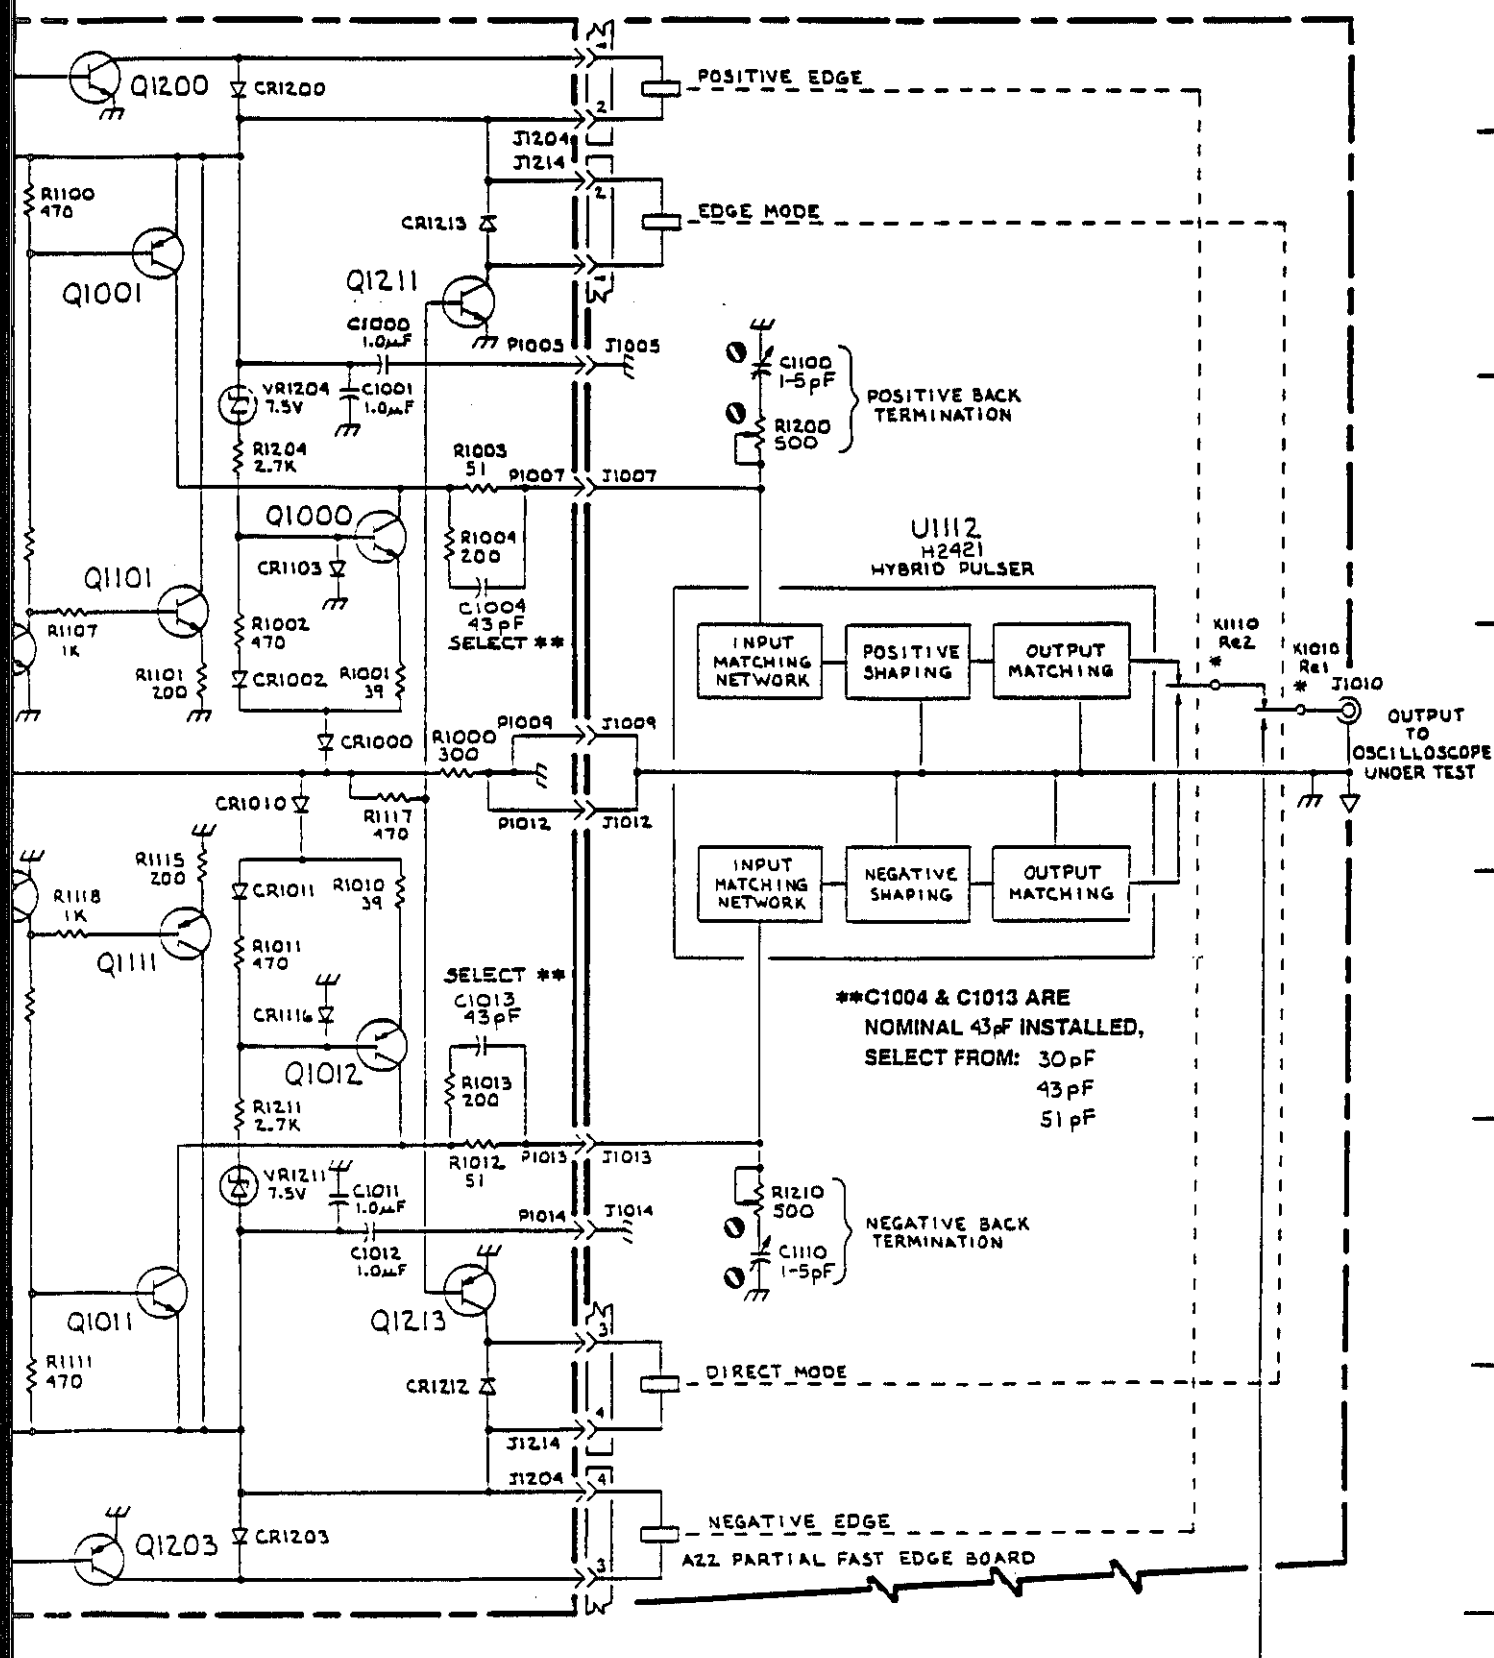 Q1200
CR1200
4
2
POSITIVE EDGE
J1204
J1214
2
R1100
470
CR1213
EDGE MODE
Q1001
Q1211
1
C1000
1.0µF
P1005
J1005
VR1204
7.5V
C1001
1.0µF
C1100
1-5pF
R1200
500
POSITIVE BACK
TERMINATION
R1204
2.7K
R1003
51
P1007
J1007
Q1000
R1004
200
U1112
H2421
HYBRID PULSER
Q1101
CR1103
R1107
1K
R1002
470
C1004
43pF
SELECT **
INPUT
MATCHING
NETWORK
POSITIVE
SHAPING
OUTPUT
MATCHING
K1110
Re2
*
K1010
Re1
*
J1010
R1101
200
CR1002
R1001
39
OUTPUT
TO
OSCILLOSCOPE
UNDER TEST
CR1000
R1000
300
P1009
J1009
CR1010
R1117
470
P1012
J1012
R1115
200
R1118
1K
CR1011
R1010
39
INPUT
MATCHING
NETWORK
NEGATIVE
SHAPING
OUTPUT
MATCHING
Q1111
R1011
470
SELECT **
C1013
43pF
CR1116
Q1012
R1013
200
**C1004 & C1013 ARE
NOMINAL 43pF INSTALLED,
SELECT FROM: 30pF
43pF
51pF
R1211
2.7K
R1012
51
P1013
J1013
VR1211
7.5V
C1011
1.0µF
C1012
1.0µF
P1014
J1014
R1210
500
C1110
1-5pF
NEGATIVE BACK
TERMINATION
Q1011
Q1213
3
R1111
470
CR1212
DIRECT MODE
4
J1214
J1204
4
Q1203
CR1203
NEGATIVE EDGE
3
A22 PARTIAL FAST EDGE BOARD